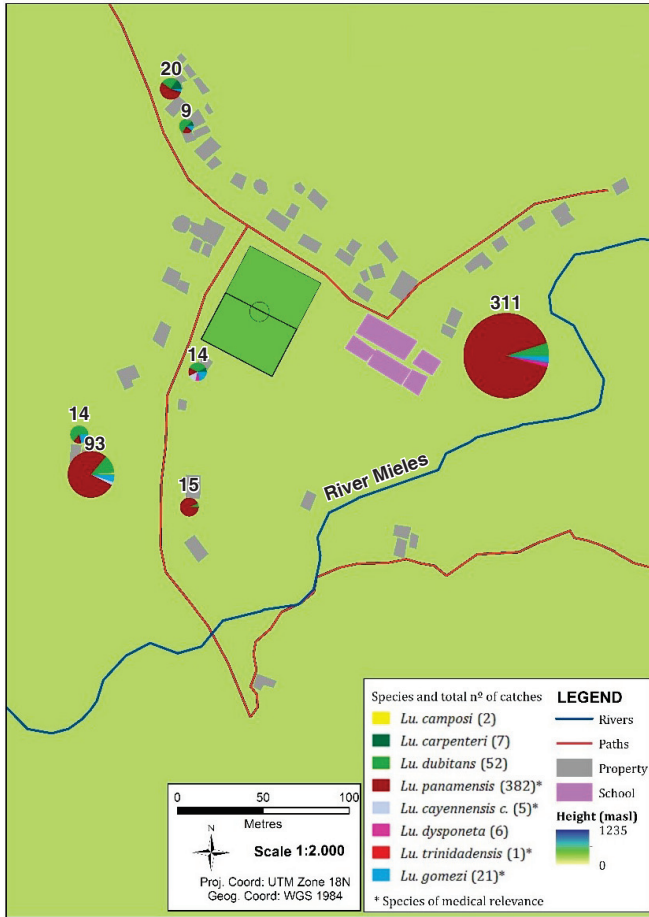 20
9
311
14
14
93
15
River Mieles
Species and total nº of catches
Lu. camposi (2)
Lu. carpenteri (7)
Lu. dubitans (52)
Lu. panamensis (382)*
Lu. cayennensis c. (5)*
Lu. dysponeta (6)
Lu. trinidadensis (1)*
Lu. gomezi (21)*
* Species of medical relevance
LEGEND
Rivers
Paths
Property
School
Height (masl)
1235
0
0 50 100
Metres
N
Scale 1:2.000
Proj. Coord: UTM Zone 18N
Geog. Coord: WGS 1984